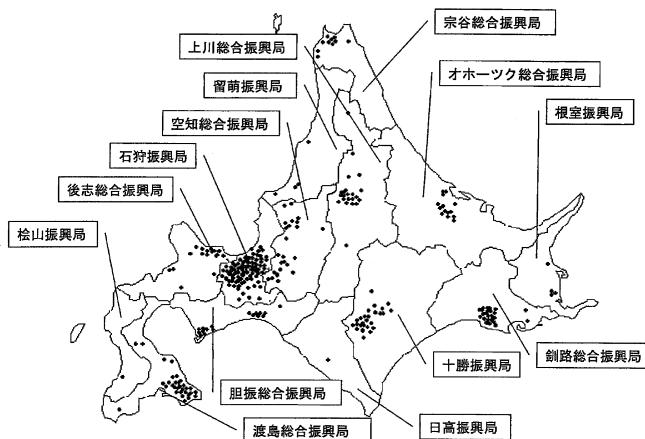 宗谷総合振興局
上川総合振興局
オホーツク総合振興局
留萌振興局
根室振興局
空知総合振興局
石狩振興局
後志総合振興局
桧山振興局
釧路総合振興局
十勝振興局
胆振総合振興局
日高振興局
渡島総合振興局